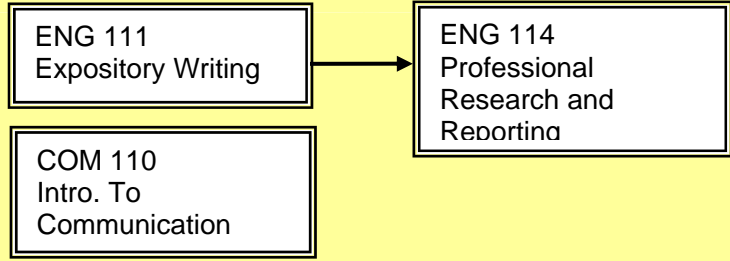 ENG 111
Expository Writing
ENG 114
Professional
Research and
Reporting
COM 110
Intro. To
Communication